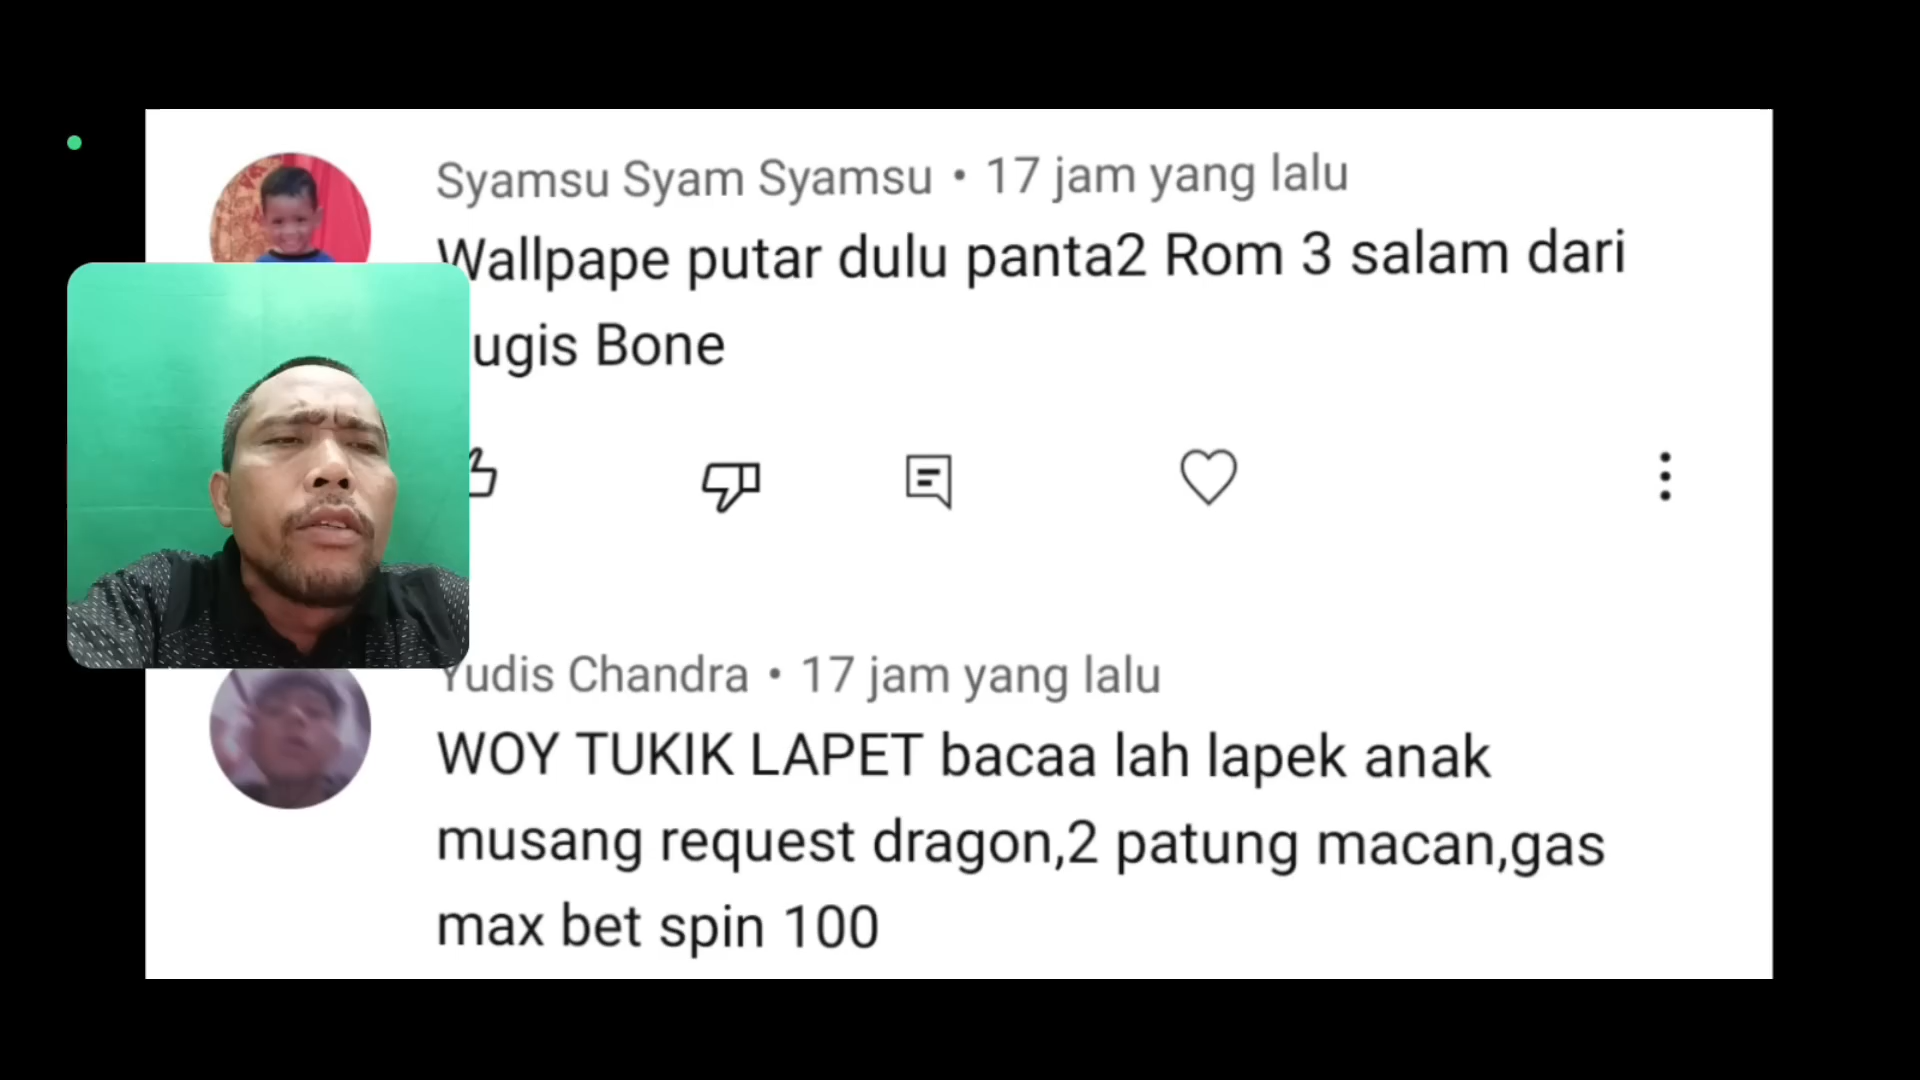 Syamsu Syam Syamsu • 17 jam yang lalu
Wallpape putar dulu panta2 Rom 3 salam dari
ugis Bone
Yudis Chandra • 17 jam yang lalu
WOY TUKIK LAPET bacaa lah lapek anak
musang request dragon,2 patung macan,gas
max bet spin 100